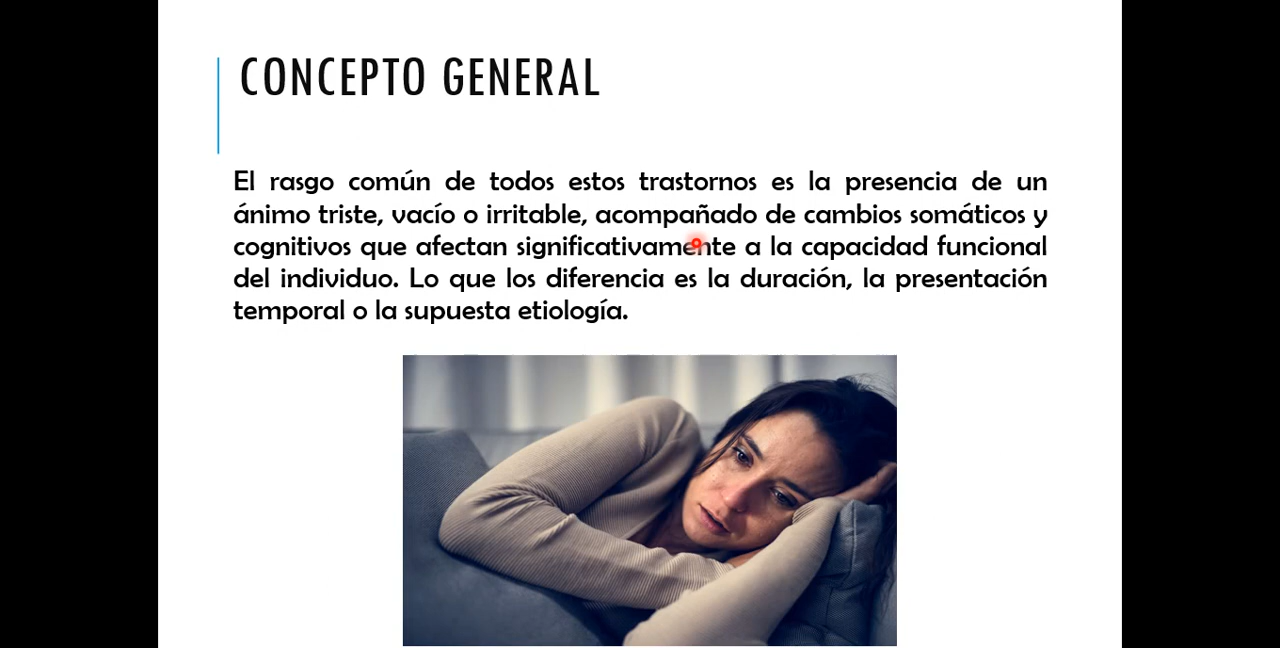 CONCEPTO GENERAL
El rasgo común de todos estos trastornos es la presencia de un
ánimo triste, vacío o irritable, acompañado de cambios somáticos y
cognitivos que afectan significativamente a la capacidad funcional
del individuo. Lo que los diferencia es la duración, la presentación
temporal o la supuesta etiología.